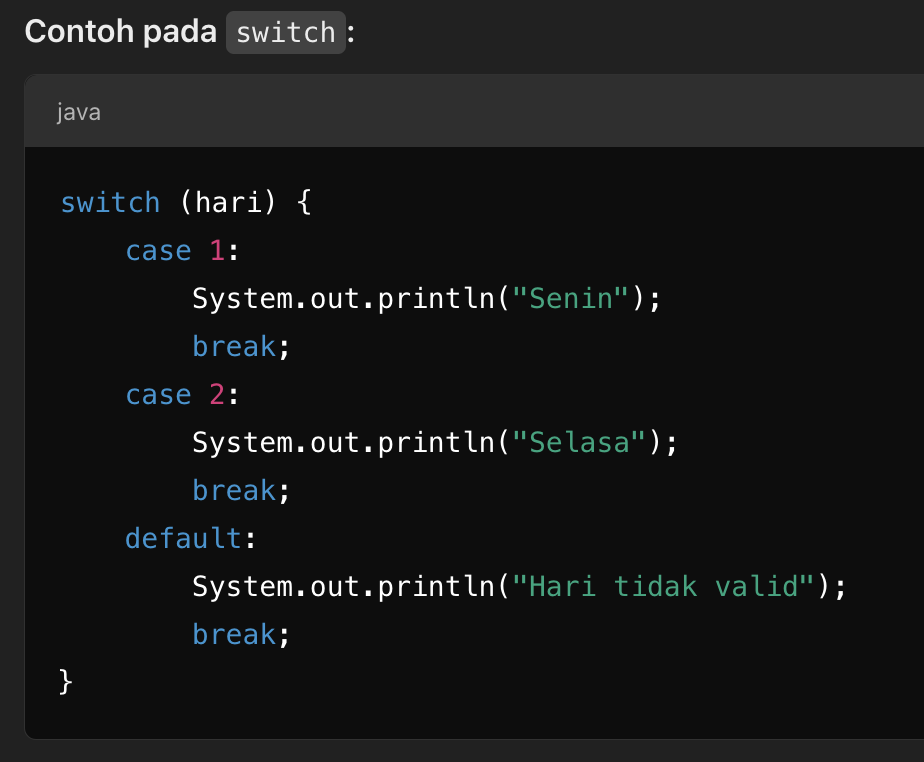 Contoh pada switch:
java
switch (hari) {
    case 1:
        System.out.println("Senin");
        break;
    case 2:
        System.out.println("Selasa");
        break;
    default:
        System.out.println("Hari tidak valid");
        break;
}